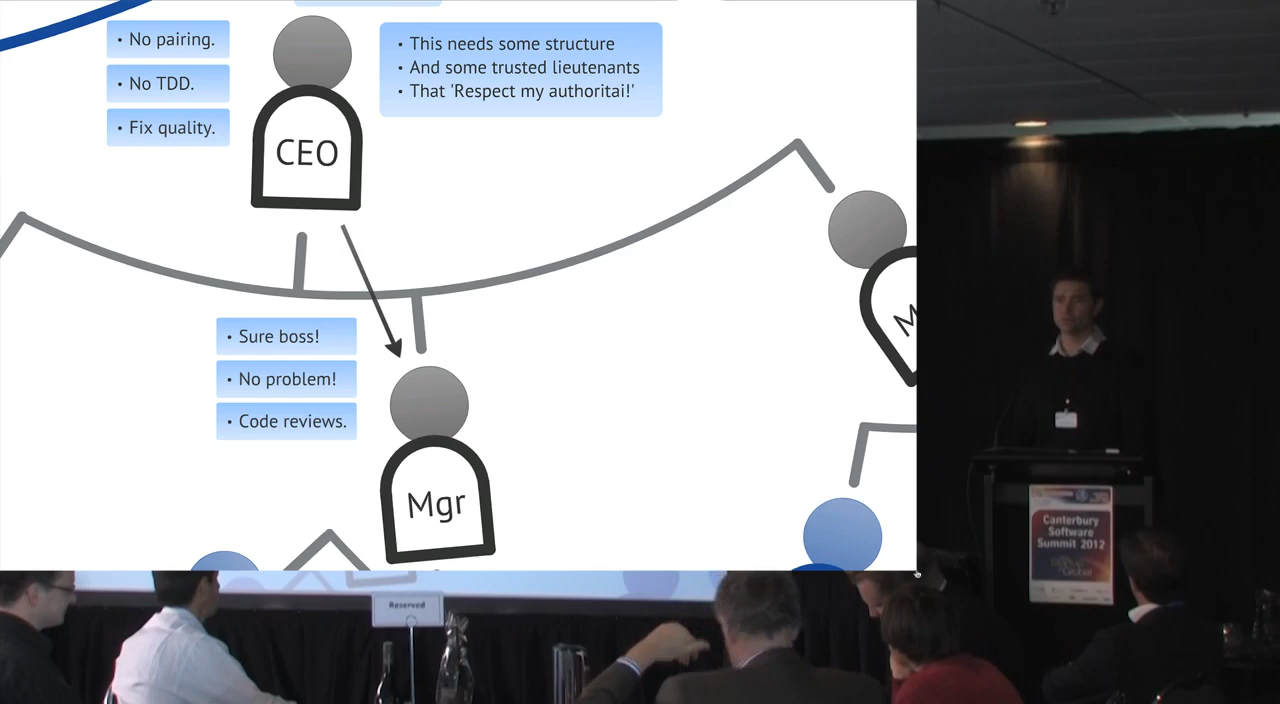 • No pairing.
• No TDD.
• Fix quality.
CEO
• This needs some structure
• And some trusted lieutenants
• That 'Respect my authoritai!'
• Sure boss!
• No problem!
• Code reviews.
Mgr
M
Reserved
Canterbury
Software
Summit 2012